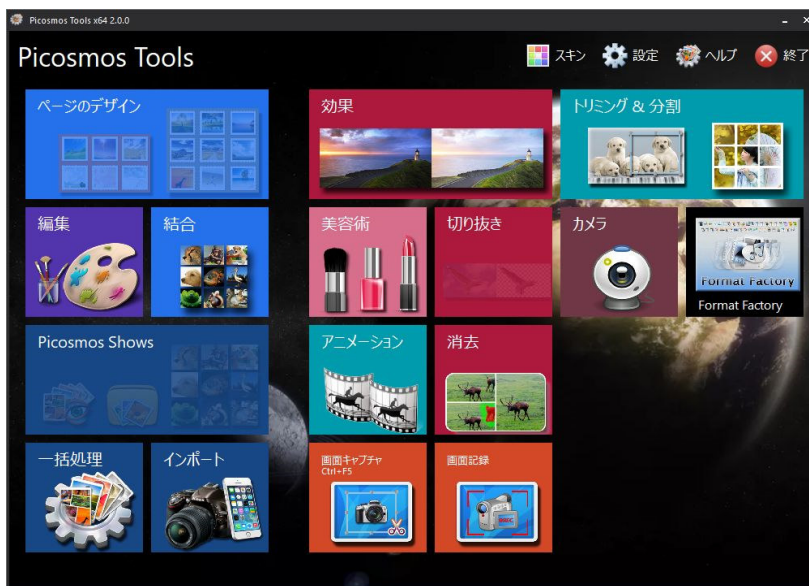 Picosmos Tools x64 2.0.0
Picosmos Tools
スキン
設定
ヘルプ
終了
ページのデザイン
効果
トリミング & 分割
編集
結合
美容術
切り抜き
カメラ
Format Factory
Format Factory
Picosmos Shows
アニメーション
消去
一括処理
インポート
画面キャプチャ
Ctrl+F5
画面記録